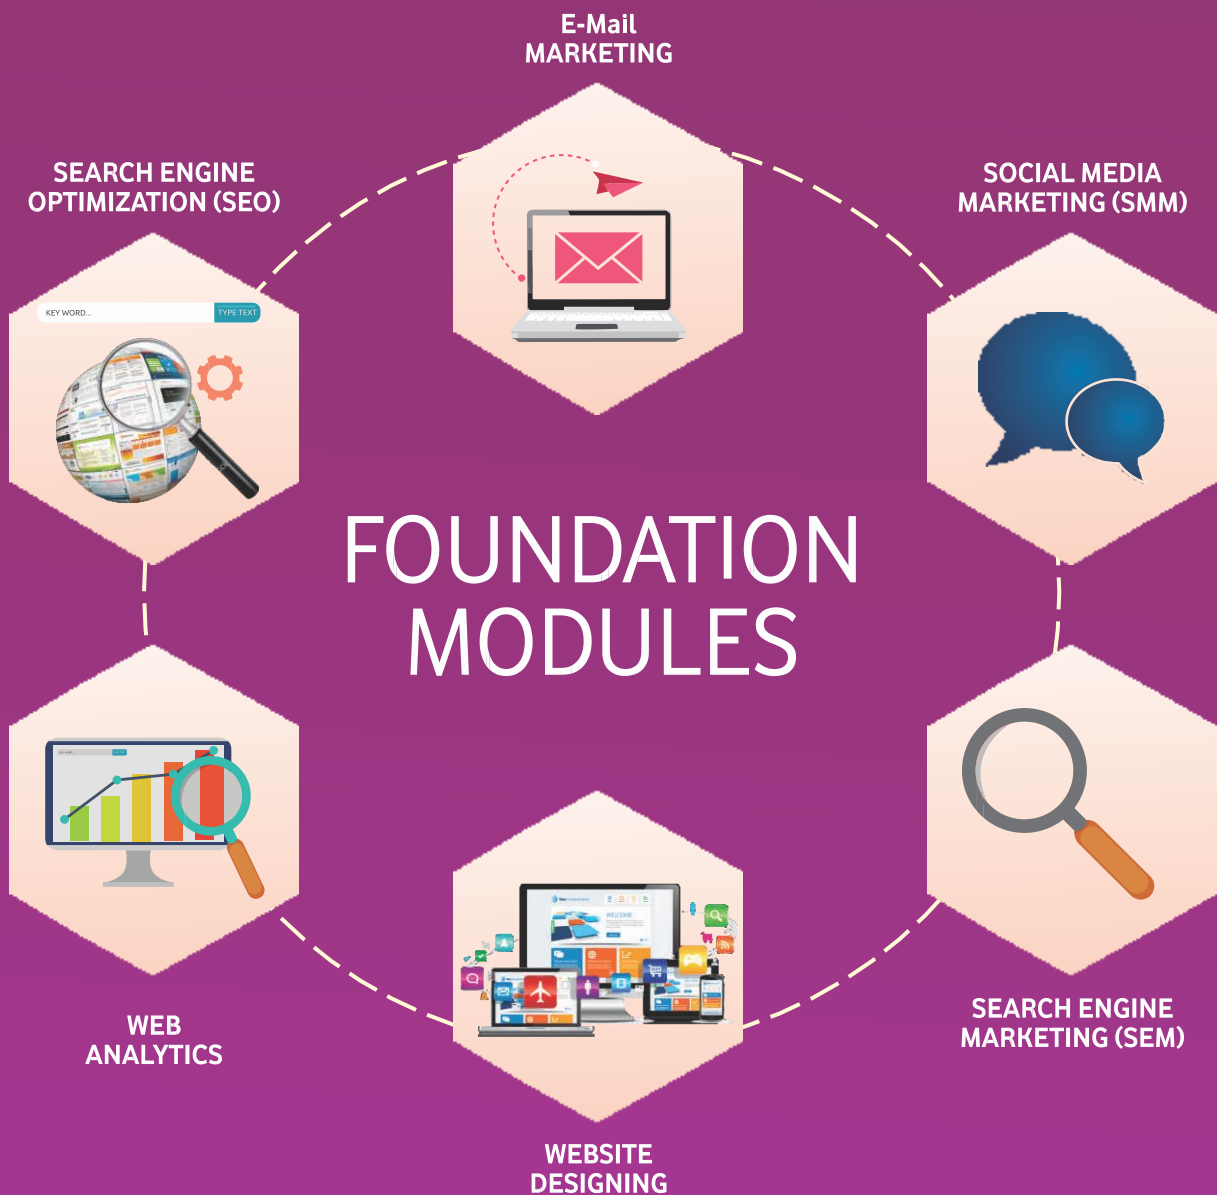 E-Mail
MARKETING
SEARCH ENGINE
OPTIMIZATION (SEO)
SOCIAL MEDIA
MARKETING (SMM)
KEY WORD...
TYPE TEXT
FOUNDATION
MODULES
WELCOME
WEB
ANALYTICS
SEARCH ENGINE
MARKETING (SEM)
WEBSITE
DESIGNING